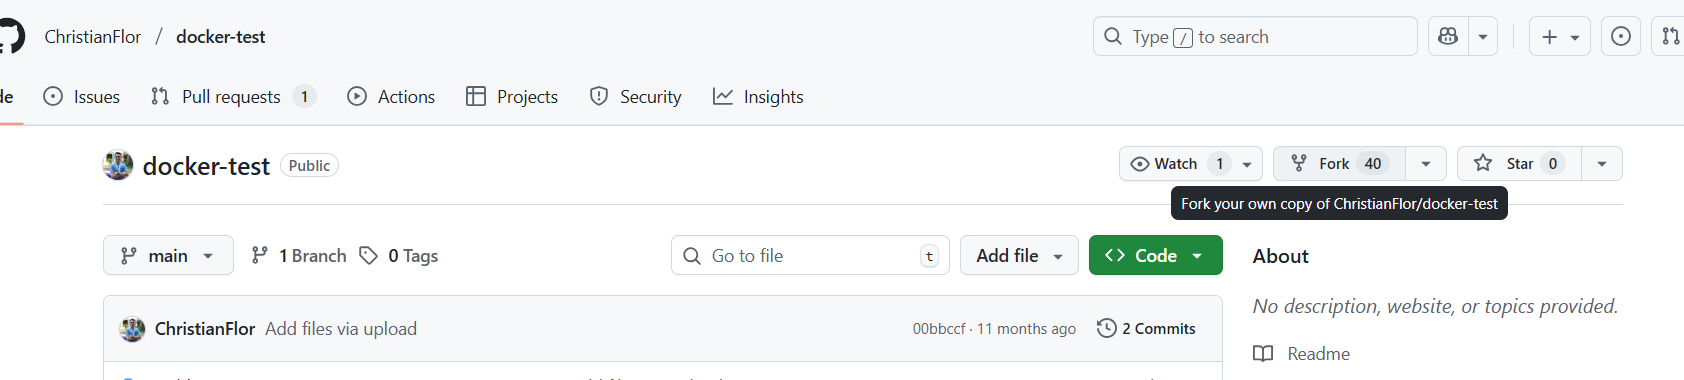 ChristianFlor / docker-test
Type / to search
de Issues Pull requests 1 Actions Projects Security Insights
docker-test Public
Watch 1 Fork 40 Star 0
Fork your own copy of ChristianFlor/docker-test
main 1 Branch 0 Tags
Go to file t Add file Code
About
No description, website, or topics provided.
ChristianFlor Add files via upload 00bbccf · 11 months ago 2 Commits
Readme